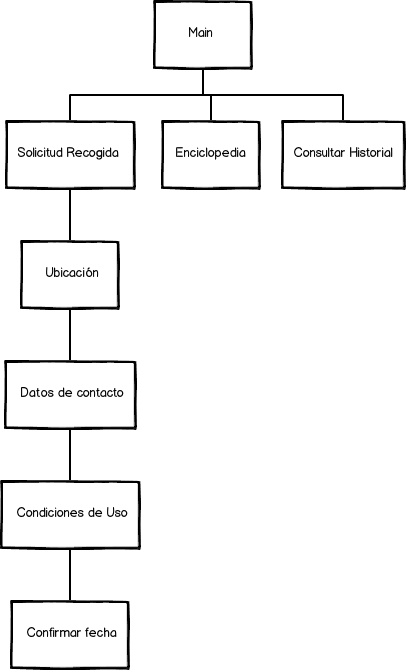 Main
Solicitud Recogida
Enciclopedia
Consultar Historial
Ubicación
Datos de contacto
Condiciones de Uso
Confirmar fecha